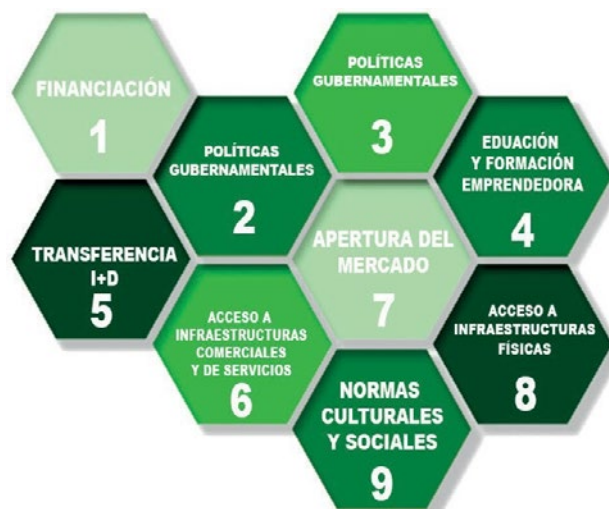 FINANCIACIÓN
1
POLÍTICAS
GUBERNAMENTALES
2
POLÍTICAS
GUBERNAMENTALES
3
EDUACIÓN
Y FORMACIÓN
EMPRENDEDORA
4
TRANSFERENCIA
I+D
5
ACCESO A
INFRAESTRUCTURAS
COMERCIALES
Y DE SERVICIOS
6
APERTURA DEL
MERCADO
7
ACCESO A
INFRAESTRUCTURAS
FÍSICAS
8
NORMAS
CULTURALES
Y SOCIALES
9